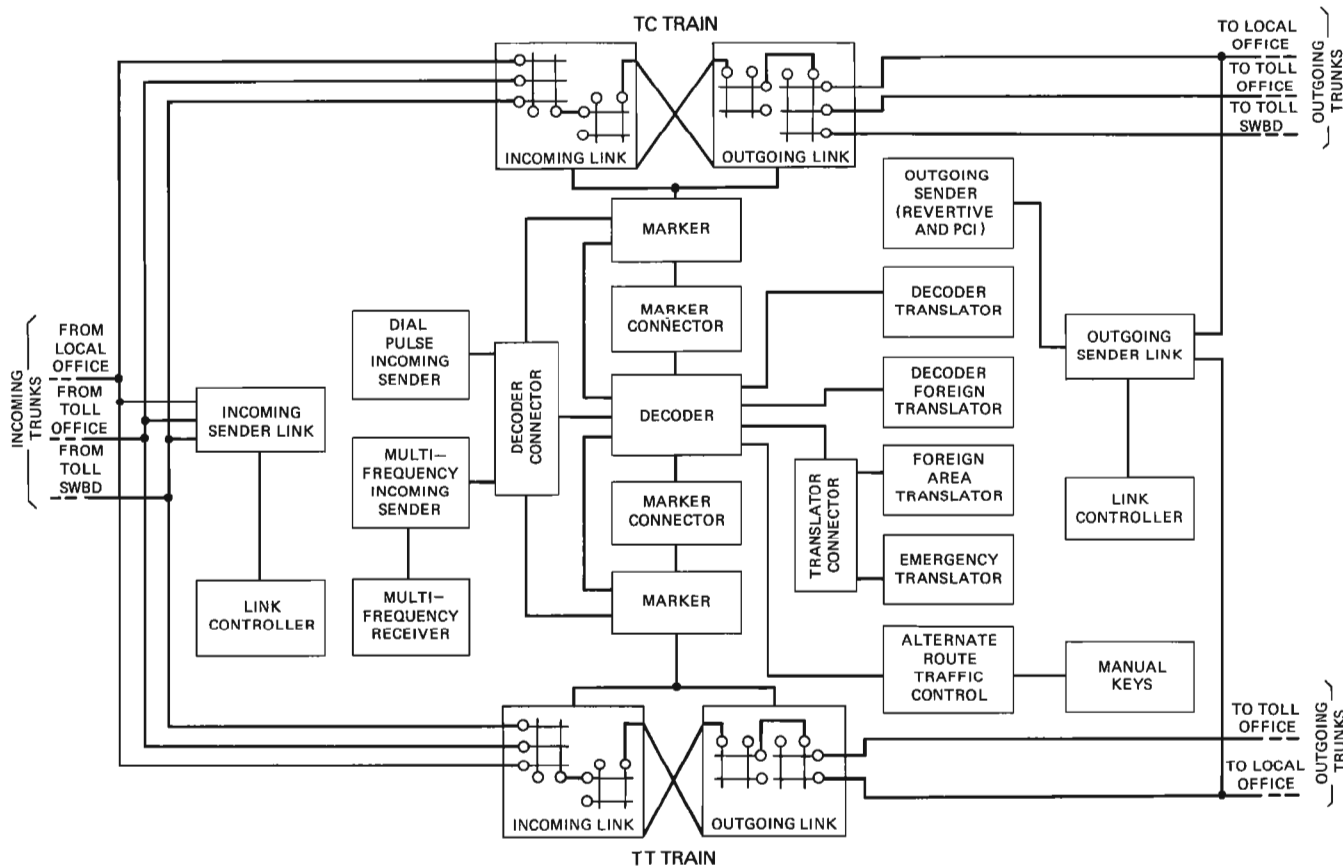 TC TRAIN
INCOMING LINK
OUTGOING LINK
TO LOCAL
OFFICE
TO TOLL
OFFICE
TO TOLL
SWBD
OUTGOING
TRUNKS
MARKER
MARKER
CONNECTOR
DECODER
MARKER
CONNECTOR
MARKER
OUTGOING
SENDER
(REVERTIVE
AND PCI)
DECODER
TRANSLATOR
DECODER
FOREIGN
TRANSLATOR
FOREIGN
AREA
TRANSLATOR
EMERGENCY
TRANSLATOR
ALTERNATE
ROUTE
TRAFFIC
CONTROL
MANUAL
KEYS
TRANSLATOR
CONNECTOR
OUTGOING
SENDER LINK
LINK
CONTROLLER
DIAL
PULSE
INCOMING
SENDER
MULTI—
FREQUENCY
INCOMING
SENDER
MULTI—
FREQUENCY
RECEIVER
DECODER
CONNECTOR
INCOMING
TRUNKS
FROM
LOCAL
OFFICE
FROM
TOLL
OFFICE
FROM
TOLL
SWBD
INCOMING
SENDER LINK
LINK
CONTROLLER
INCOMING LINK
OUTGOING LINK
TO TOLL
OFFICE
TO LOCAL
OFFICE
OUTGOING
TRUNKS
TT TRAIN